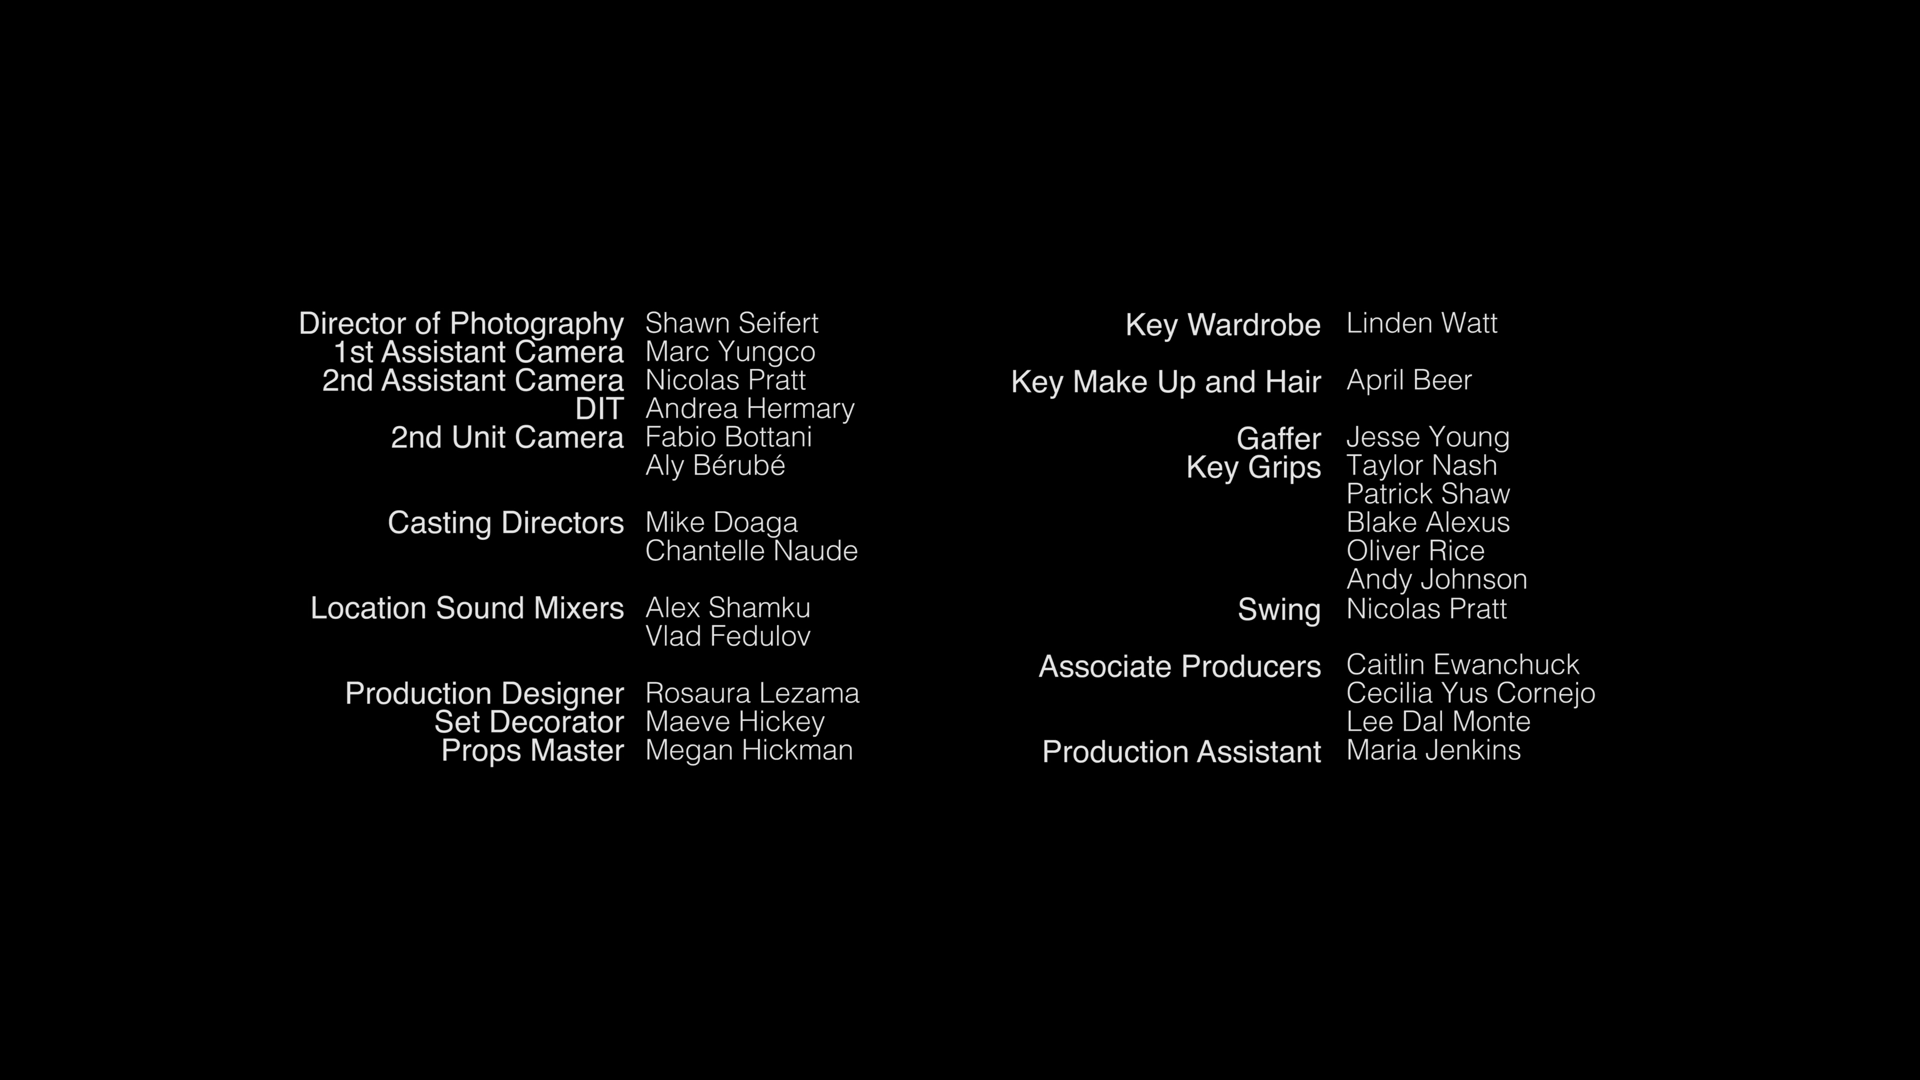 Director of Photography Shawn Seifert
1st Assistant Camera Marc Yungco
2nd Assistant Camera Nicolas Pratt
DIT Andrea Hermary
2nd Unit Camera Fabio Bottani
Aly Bérubé
Casting Directors Mike Doaga
Chantelle Naude
Location Sound Mixers Alex Shamku
Vlad Fedulov
Production Designer Rosaura Lezama
Set Decorator Maeve Hickey
Props Master Megan Hickman
Key Wardrobe Linden Watt
Key Make Up and Hair April Beer
Gaffer Jesse Young
Key Grips Taylor Nash
Patrick Shaw
Blake Alexus
Oliver Rice
Andy Johnson
Swing Nicolas Pratt
Associate Producers Caitlin Ewanchuck
Cecilia Yus Cornejo
Lee Dal Monte
Production Assistant Maria Jenkins